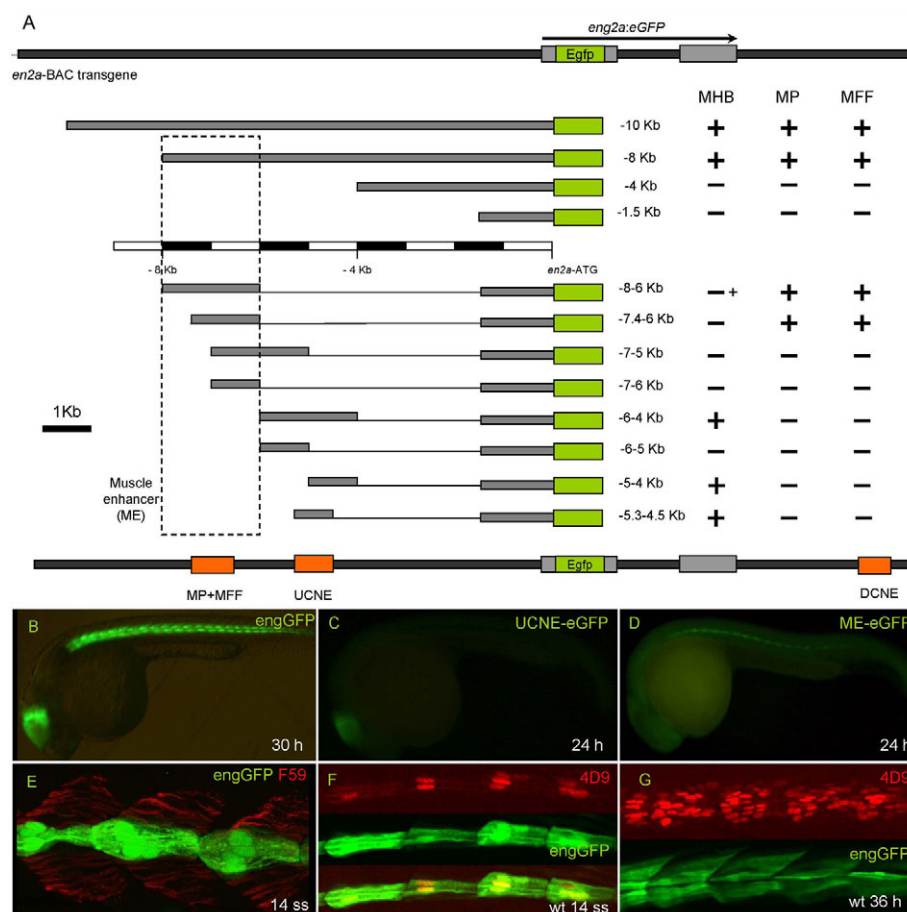 A
eng2a:eGFP
Egfp
en2a-BAC transgene
MHB MP MFF
-10 Kb + + +
-8 Kb + + +
-4 Kb − − −
-1.5 Kb − − −
- 8 Kb - 4 Kb en2a-ATG
-8-6 Kb −+ + +
-7.4-6 Kb − + +
-7-5 Kb − − −
-7-6 Kb − − −
1Kb
-6-4 Kb + − −
-6-5 Kb − − −
Muscle
enhancer
(ME)
-5-4 Kb + − −
-5.3-4.5 Kb + − −
Egfp
MP+MFF UCNE DCNE
B engGFP
30 h
C UCNE-eGFP
24 h
D ME-eGFP
24 h
E engGFP F59
14 ss
F 4D9
engGFP
wt 14 ss
G 4D9
engGFP
wt 36 h